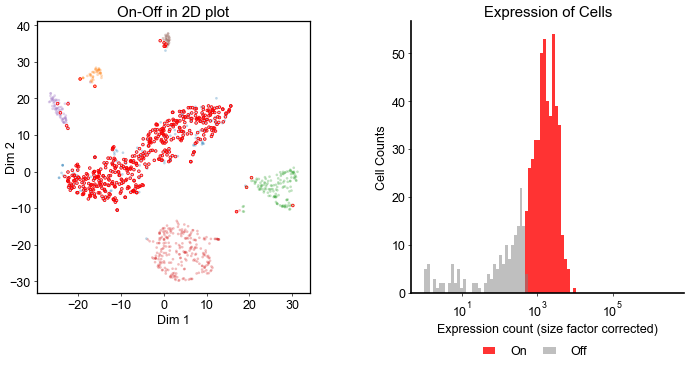 On-Off in 2D plot
40
30
20
10
0
−10
−20
−30
Dim 2
−20 −10 0 10 20 30
Dim 1
Expression of Cells
50
40
30
20
10
0
Cell Counts
10^1 10^3 10^5
Expression count (size factor corrected)
On Off